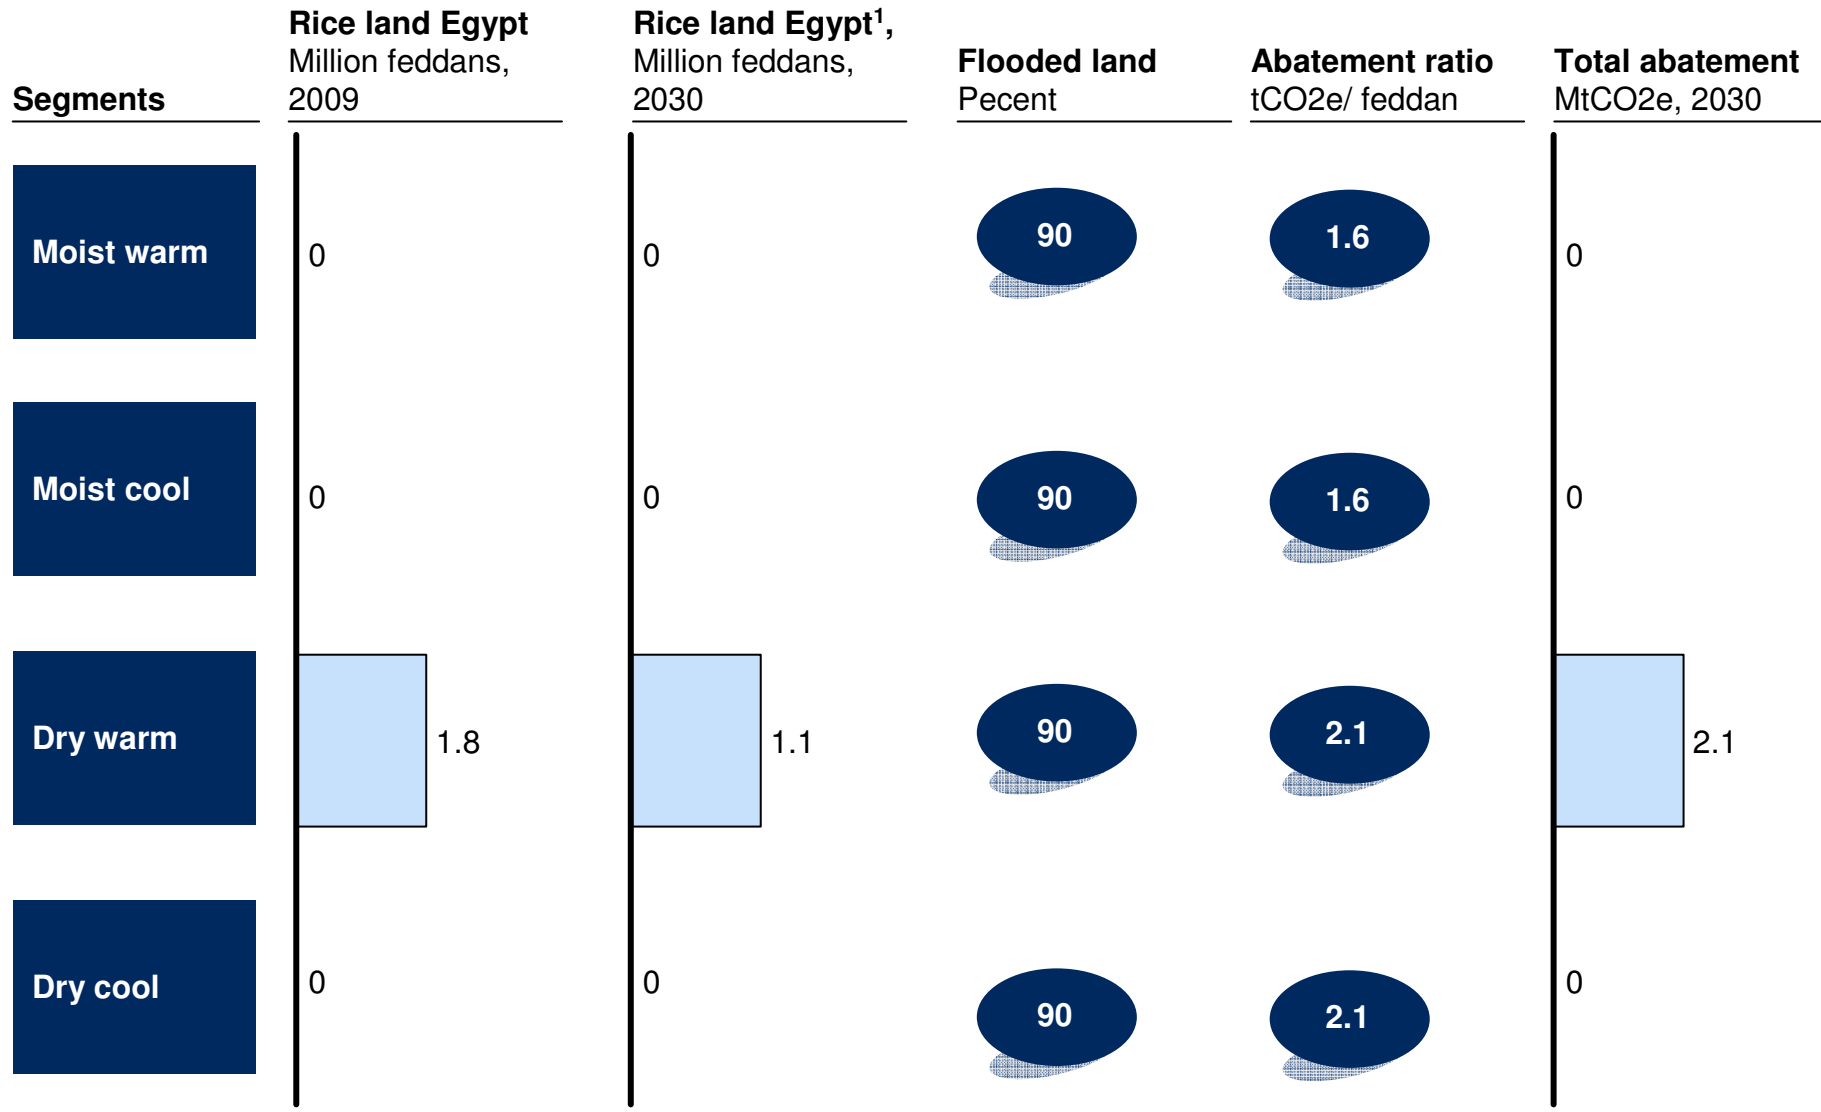 Segments
Rice land Egypt
Million feddans,
2009
Rice land Egypt¹,
Million feddans,
2030
Flooded land
Pecent
Abatement ratio
tCO2e/ feddan
Total abatement
MtCO2e, 2030
Moist warm
0
0
90
1.6
0
Moist cool
0
0
90
1.6
0
Dry warm
1.8
1.1
90
2.1
2.1
Dry cool
0
0
90
2.1
0